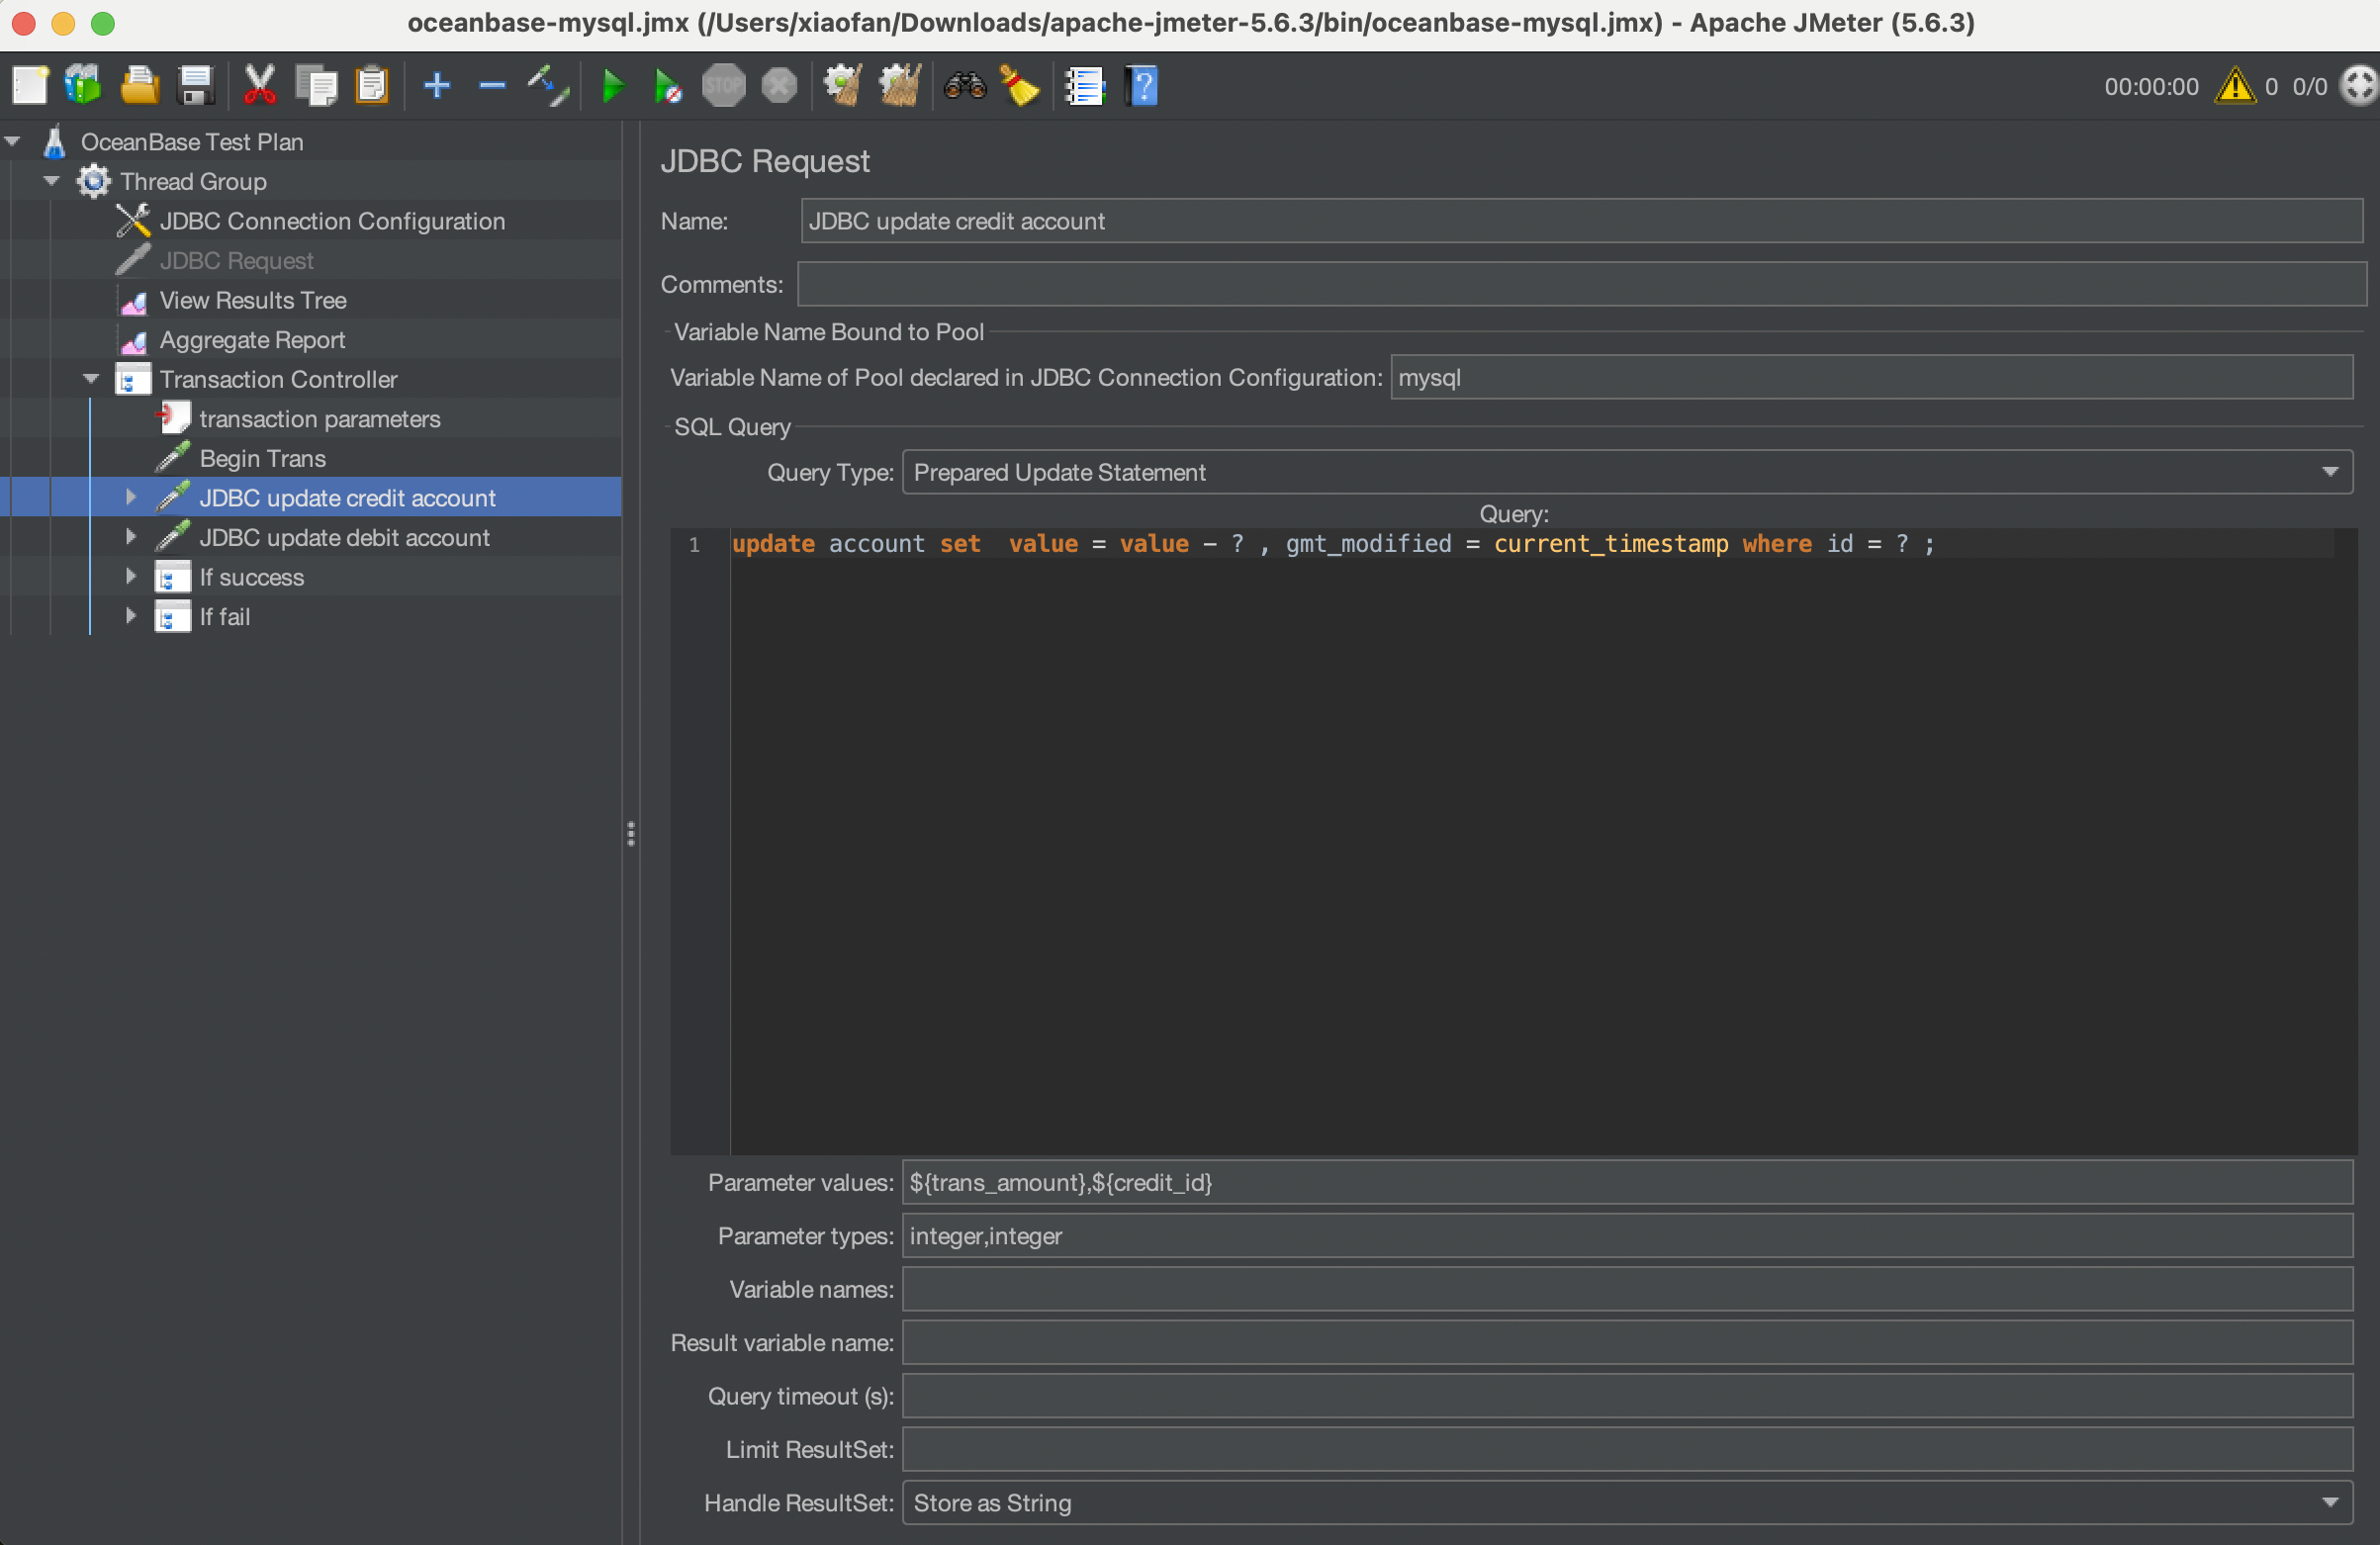 oceanbase-mysql.jmx (/Users/xiaofan/Downloads/apache-jmeter-5.6.3/bin/oceanbase-mysql.jmx) - Apache JMeter (5.6.3)
STOP
00:00:00 0 0/0
OceanBase Test Plan
Thread Group
JDBC Connection Configuration
JDBC Request
View Results Tree
Aggregate Report
Transaction Controller
transaction parameters
Begin Trans
JDBC update credit account
JDBC update debit account
If success
If fail
JDBC Request
Name: JDBC update credit account
Comments:
Variable Name Bound to Pool
Variable Name of Pool declared in JDBC Connection Configuration: mysql
SQL Query
Query Type: Prepared Update Statement
Query:
1 update account set  value = value - ? , gmt_modified = current_timestamp where id = ? ;
Parameter values: ${trans_amount},${credit_id}
Parameter types: integer,integer
Variable names:
Result variable name:
Query timeout (s):
Limit ResultSet:
Handle ResultSet: Store as String